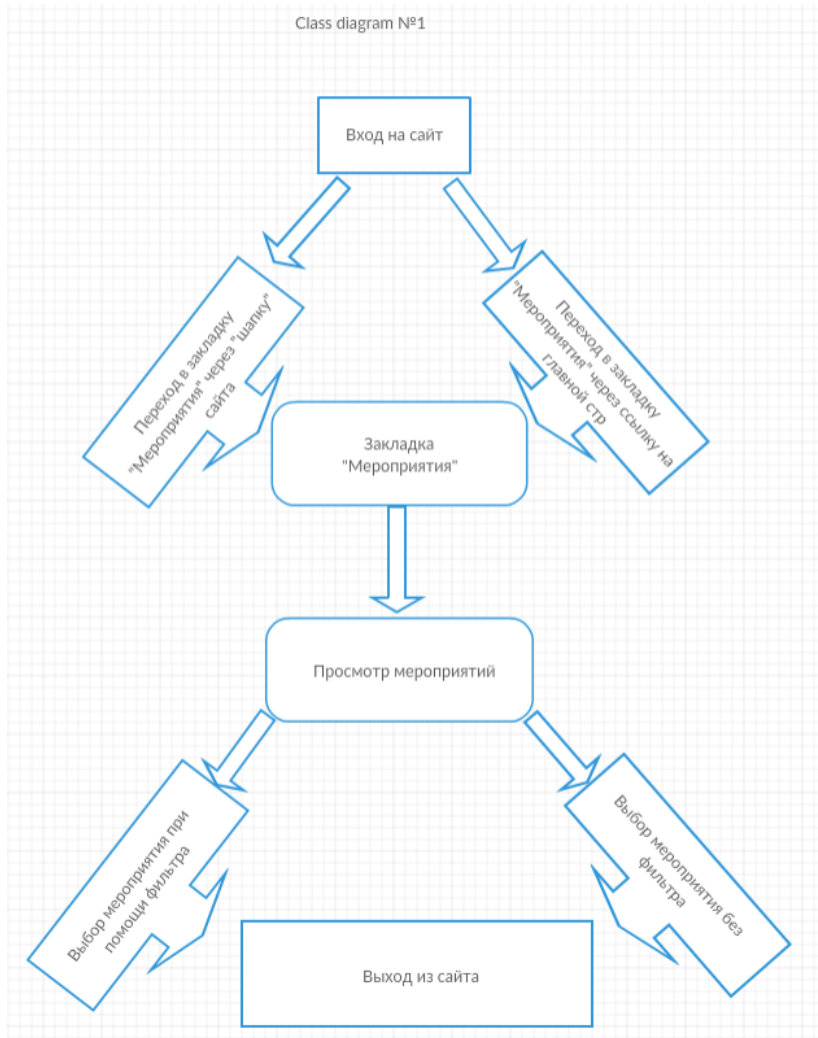 Class diagram №1
Вход на сайт
Переход в закладку
"Мероприятия" через "шапку"
сайта
Переход в закладку
"Мероприятия" через ссылку на
главной стр
Закладка
"Мероприятия"
Просмотр мероприятий
Выбор мероприятия при
помощи фильтра
Выбор мероприятия без
фильтра
Выход из сайта